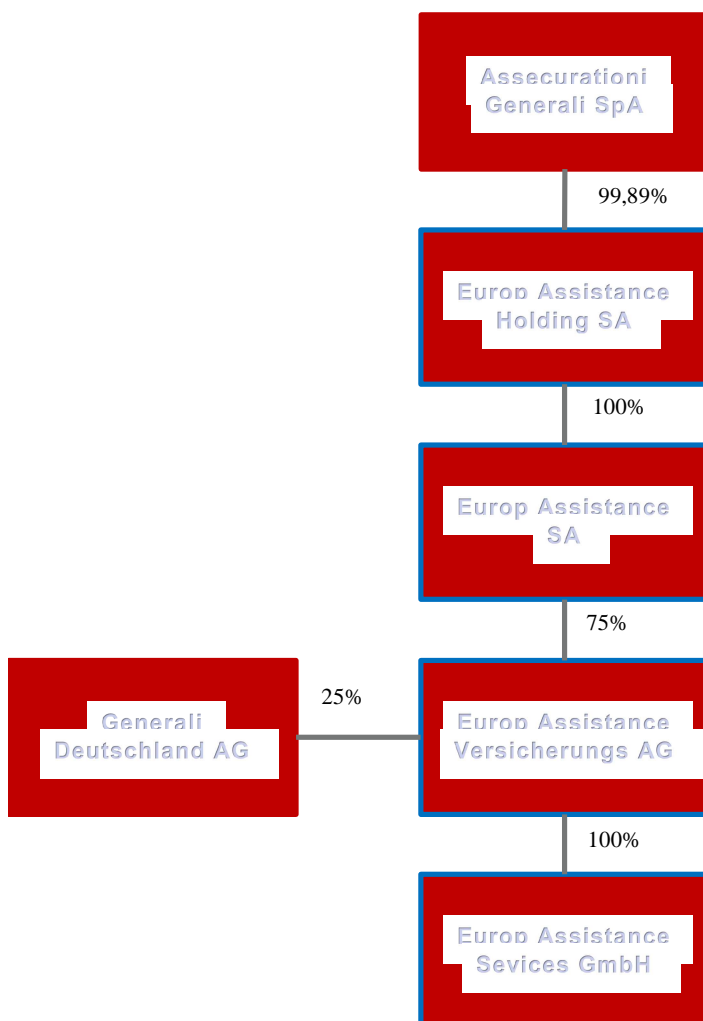 Assecurationi
Generali SpA
99,89%
Europ Assistance
Holding SA
100%
Europ Assistance
SA
75%
Generali
Deutschland AG
25%
Europ Assistance
Versicherungs AG
100%
Europ Assistance
Sevices GmbH